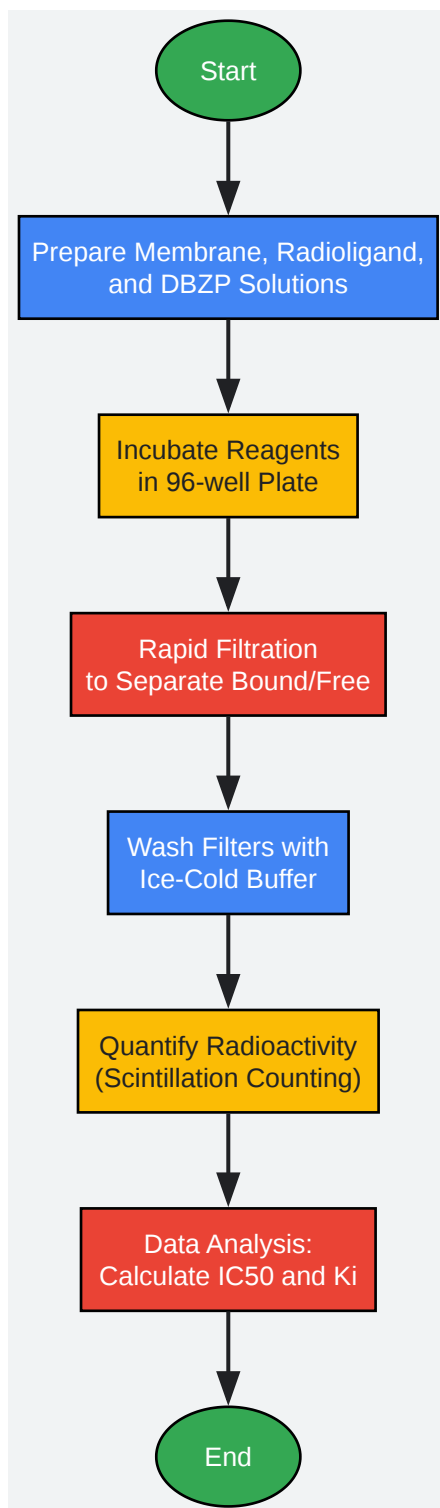 Start
Prepare Membrane, Radioligand,
and DBZP Solutions
Incubate Reagents
in 96-well Plate
Rapid Filtration
to Separate Bound/Free
Wash Filters with
Ice-Cold Buffer
Quantify Radioactivity
(Scintillation Counting)
Data Analysis:
Calculate IC50 and Ki
End